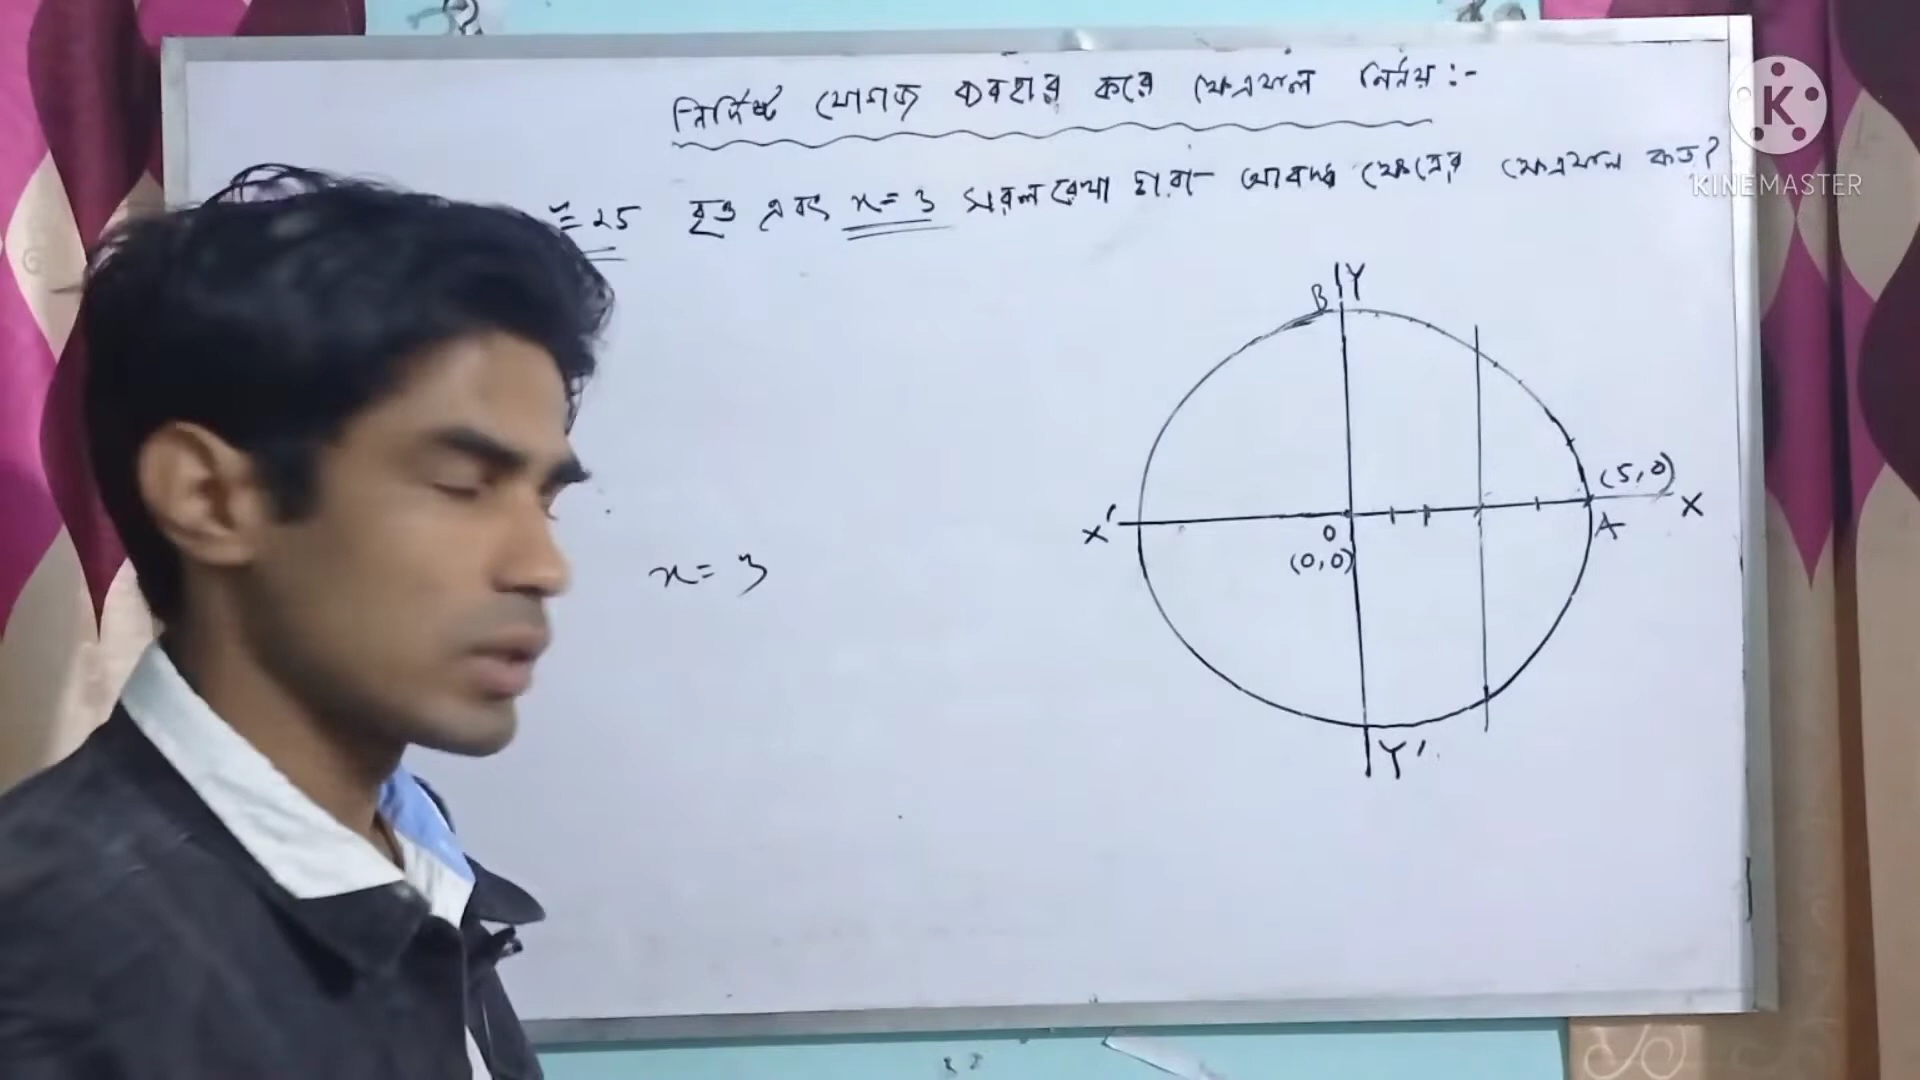 নির্দিষ্ট যোগজ ব্যবহার করে ক্ষেত্রফল নির্ণয় :-
= 25 বৃত্ত এবং x = 3 সরলরেখা দ্বারা আবদ্ধ ক্ষেত্রের ক্ষেত্রফল কত?
K
KINEMASTER
B Y
(5,0)
X' O A X
(0,0)
x = 3
Y'